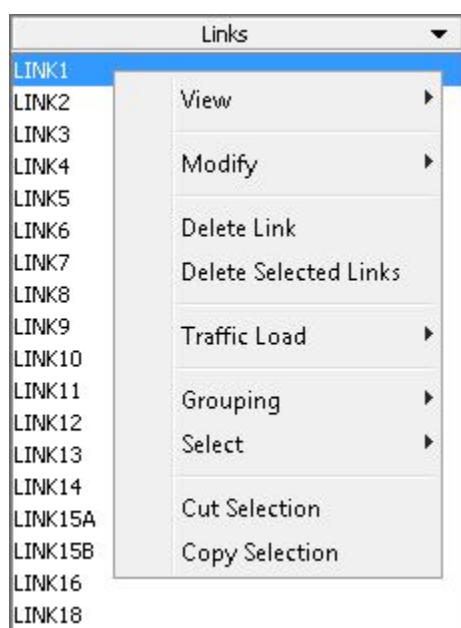 Links
LINK1
LINK2
LINK3
LINK4
LINK5
LINK6
LINK7
LINK8
LINK9
LINK10
LINK11
LINK12
LINK13
LINK14
LINK15A
LINK15B
LINK16
LINK18
View
Modify
Delete Link
Delete Selected Links
Traffic Load
Grouping
Select
Cut Selection
Copy Selection